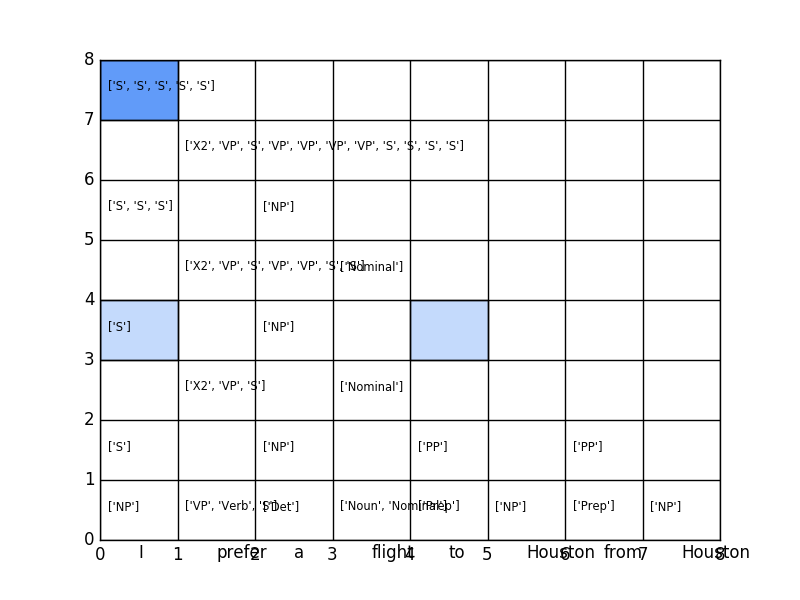 8
['S', 'S', 'S', 'S', 'S']
7
['X2', 'VP', 'S', 'VP', 'VP', 'VP', 'VP', 'S', 'S', 'S', 'S']
6
['S', 'S', 'S'] ['NP']
5
['X2', 'VP', 'S', 'VP', 'VP', 'S', 'S'] ['Nominal']
4
['S'] ['NP']
3
['X2', 'VP', 'S'] ['Nominal']
2
['S'] ['NP'] ['PP'] ['PP']
1
['NP'] ['VP', 'Verb', 'S'] ['Det'] ['Noun', 'Nominal'] ['Prep'] ['NP'] ['Prep'] ['NP']
0
I prefer a flight to Houston from Houston
0 1 2 3 4 5 6 7 8